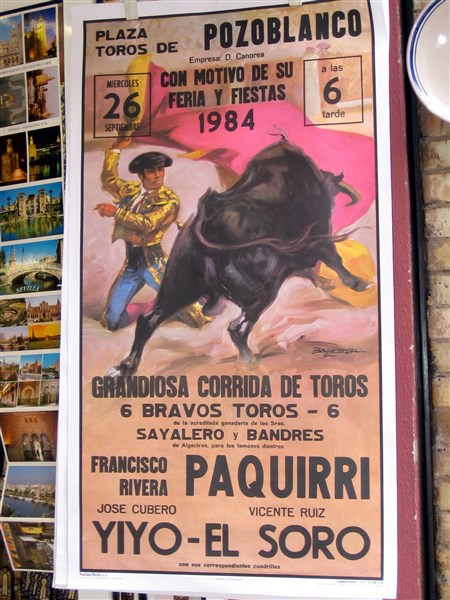 PLAZA
TOROS DE POZOBLANCO
Empresa: D. Canorea
MIERCOLES
26
SEPTIEMBRE
CON MOTIVO DE SU
FERIA Y FIESTAS
1984
a las
6
tarde
BALLESTAR
GRANDIOSA CORRIDA DE TOROS
6 BRAVOS TOROS - 6
de la acreditada ganadería de los Sres.
SAYALERO y BANDRES
de Algeciras, para los famosos diestros
FRANCISCO
RIVERA PAQUIRRI
JOSE CUBERO VICENTE RUIZ
YIYO - EL SORO
con sus correspondientes cuadrillas
SEVILLA